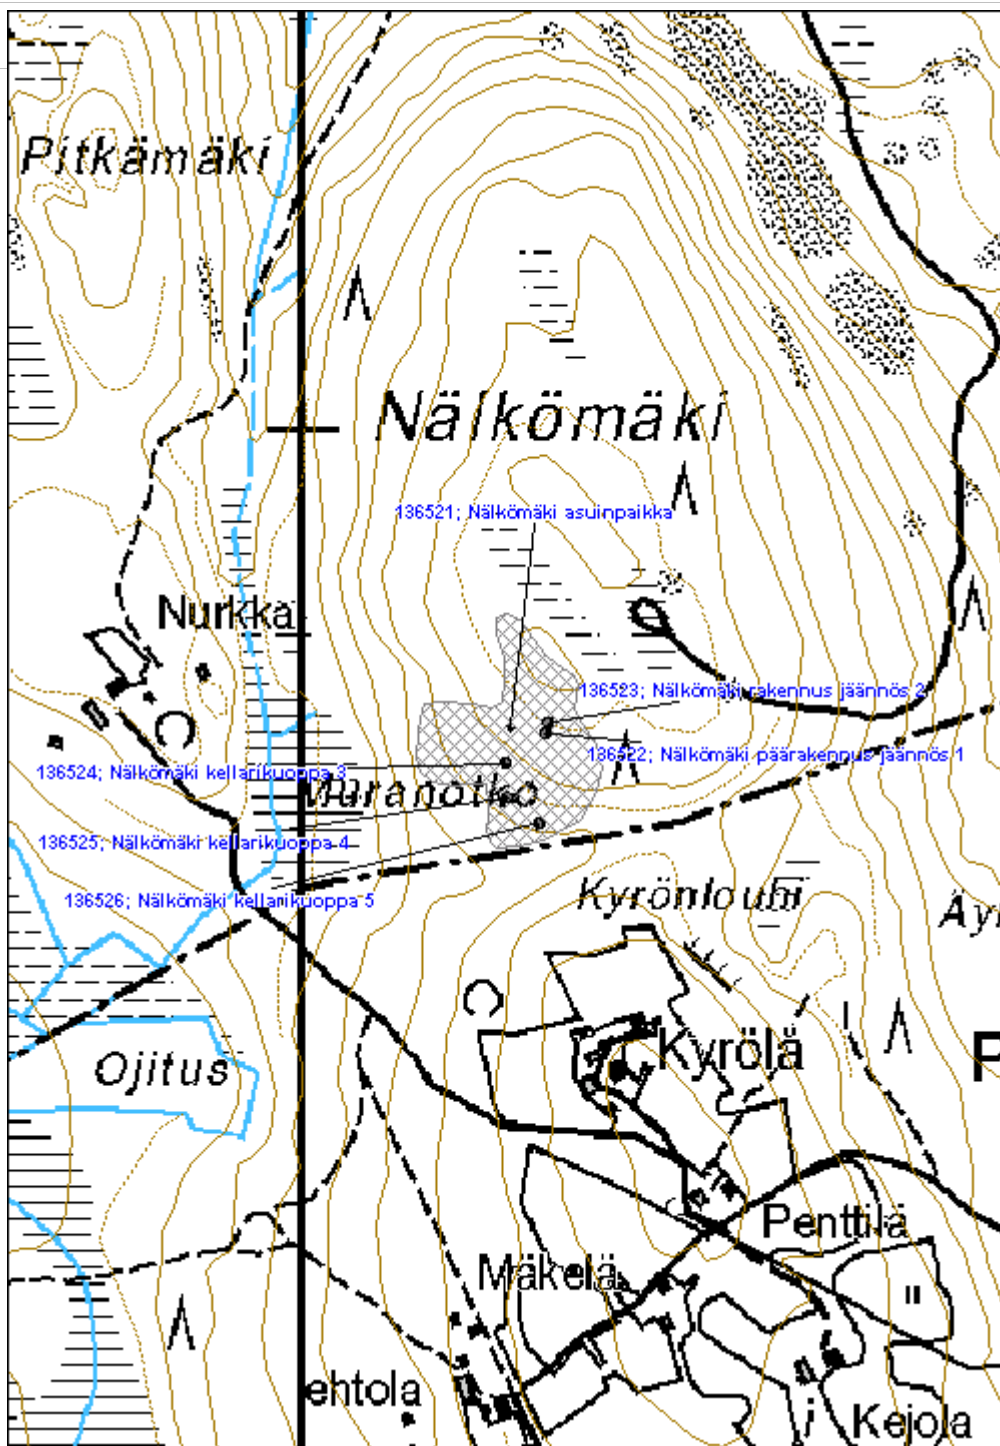 Pitkämäki
Nälkömäki
136521; Nälkömäki asuinpaikka
Nurkka
136523; Nälkömäki rakennus jäännös 2
136522; Nälkömäki päärakennus jäännös 1
136524; Nälkömäki kellarikuoppa 3
Muranotko
136525; Nälkömäki kellarikuoppa 4
136526; Nälkömäki kellarikuoppa 5
Kyrönlouhi
Äyl
Kyrölä
P
Ojitus
Penttilä
Mäkelä
ehtola
Kejola